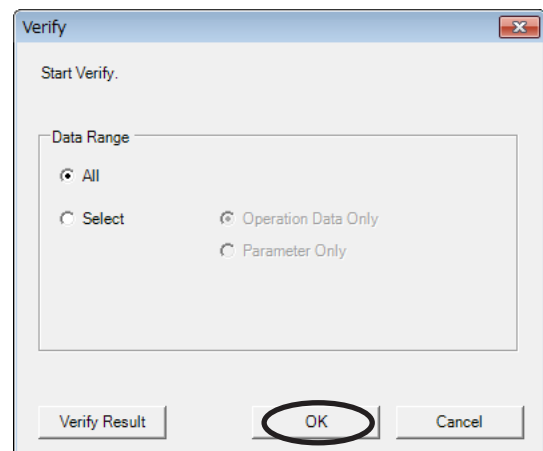 Verify
Start Verify.
Data Range
All
Select
Operation Data Only
Parameter Only
Verify Result
OK
Cancel